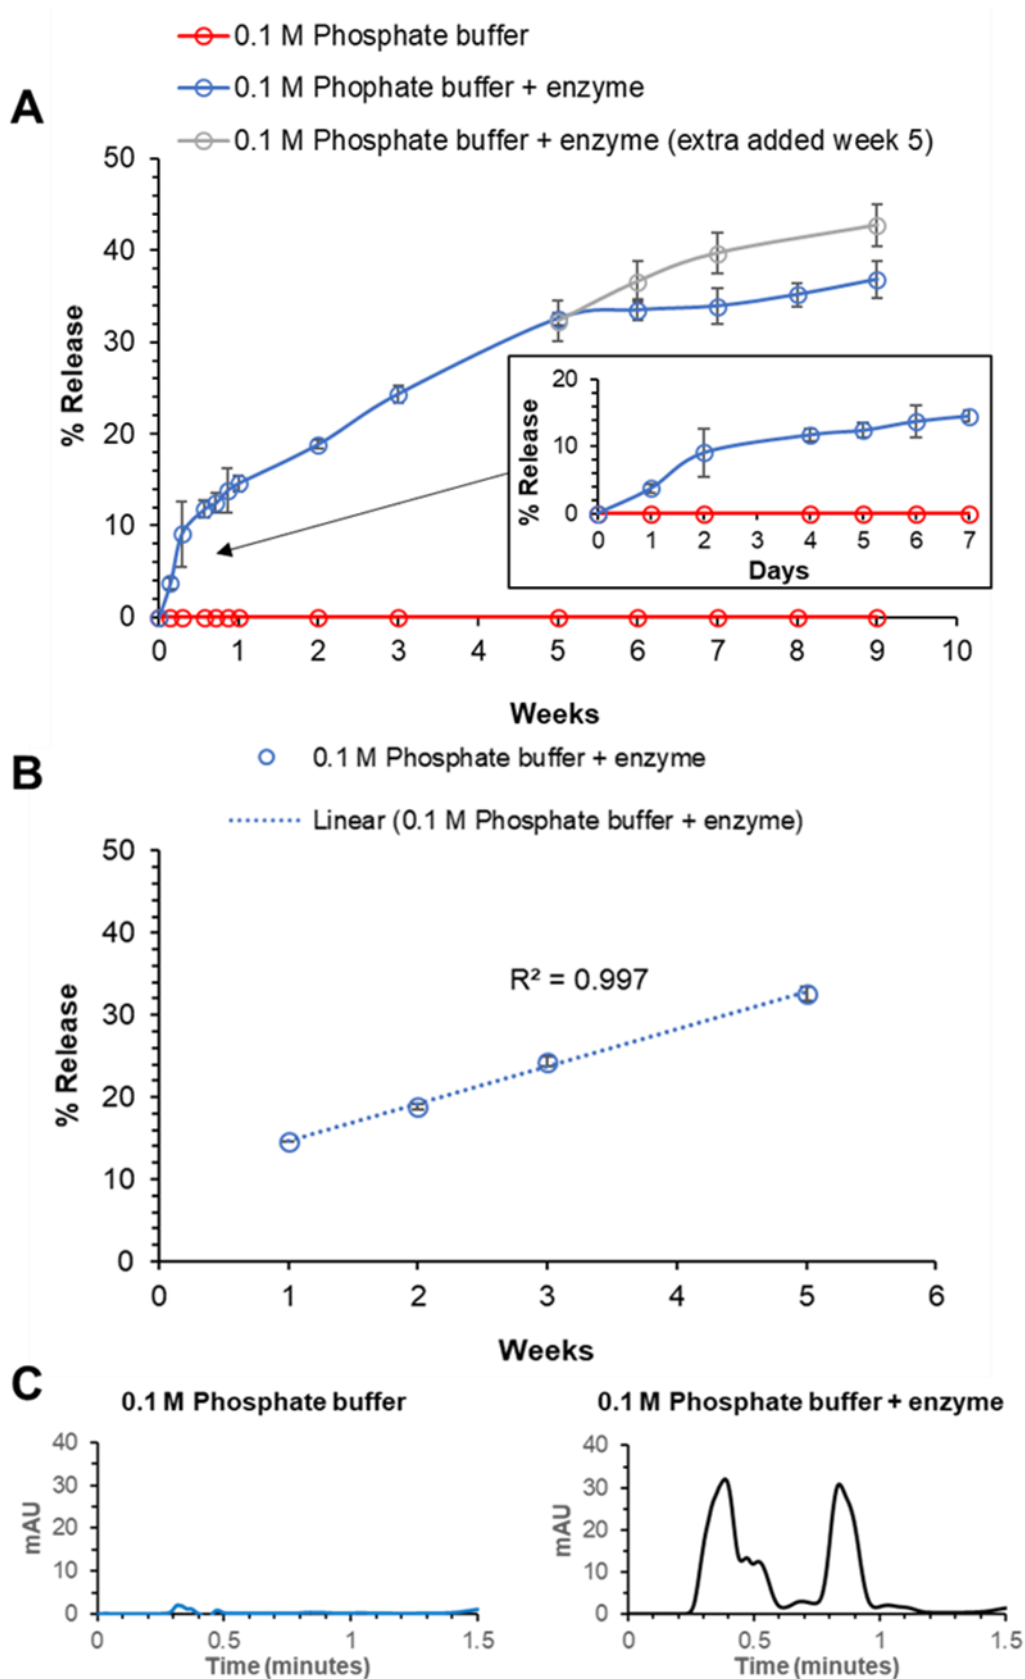 0.1 M Phosphate buffer
0.1 M Phophate buffer + enzyme
A
0.1 M Phosphate buffer + enzyme (extra added week 5)
50
40
30
20
10
0
% Release
0 1 2 3 4 5 6 7 8 9 10
Weeks
20
10
0
% Release
0 1 2 3 4 5 6 7
Days
B
0.1 M Phosphate buffer + enzyme
Linear (0.1 M Phosphate buffer + enzyme)
50
40
30
20
10
0
% Release
R² = 0.997
0 1 2 3 4 5 6
Weeks
C
0.1 M Phosphate buffer
40
30
20
10
0
mAU
0 0.5 1 1.5
Time (minutes)
0.1 M Phosphate buffer + enzyme
40
30
20
10
0
mAU
0 0.5 1 1.5
Time (minutes)